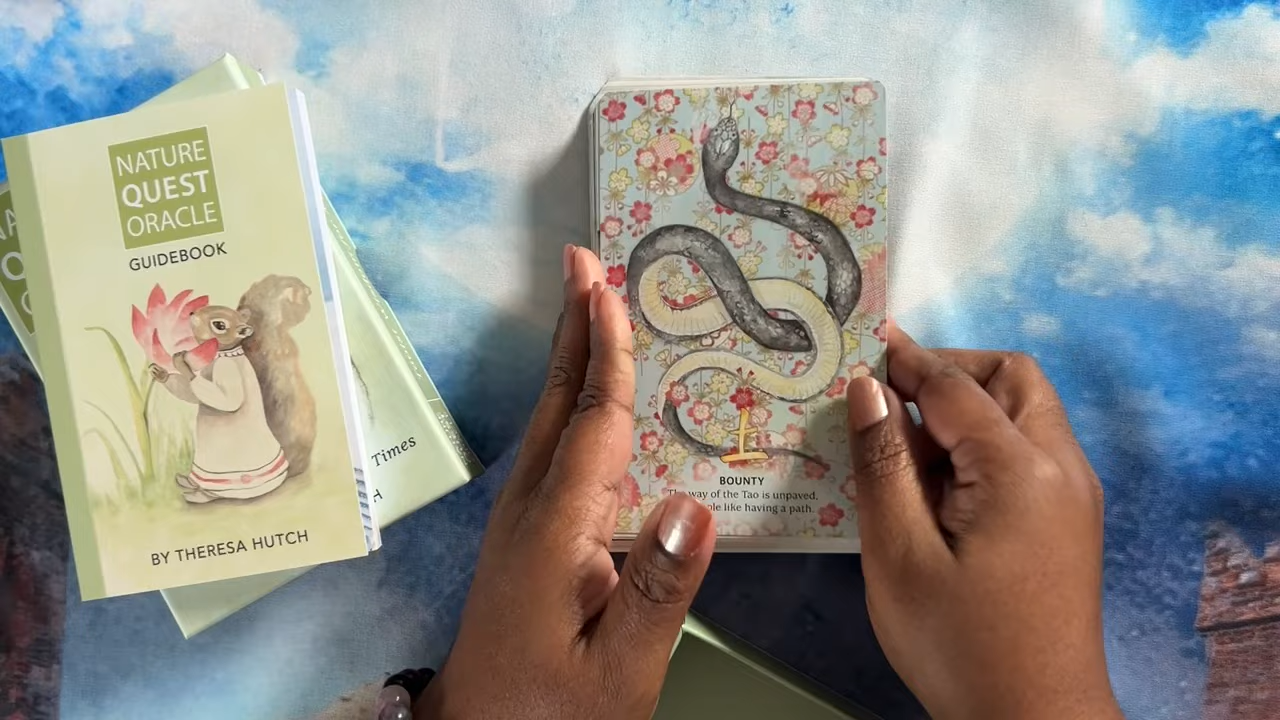 NATURE
QUEST
ORACLE
GUIDEBOOK
BY THERESA HUTCH
Times
H
BOUNTY
The way of the Tao is unpaved,
like having a path.